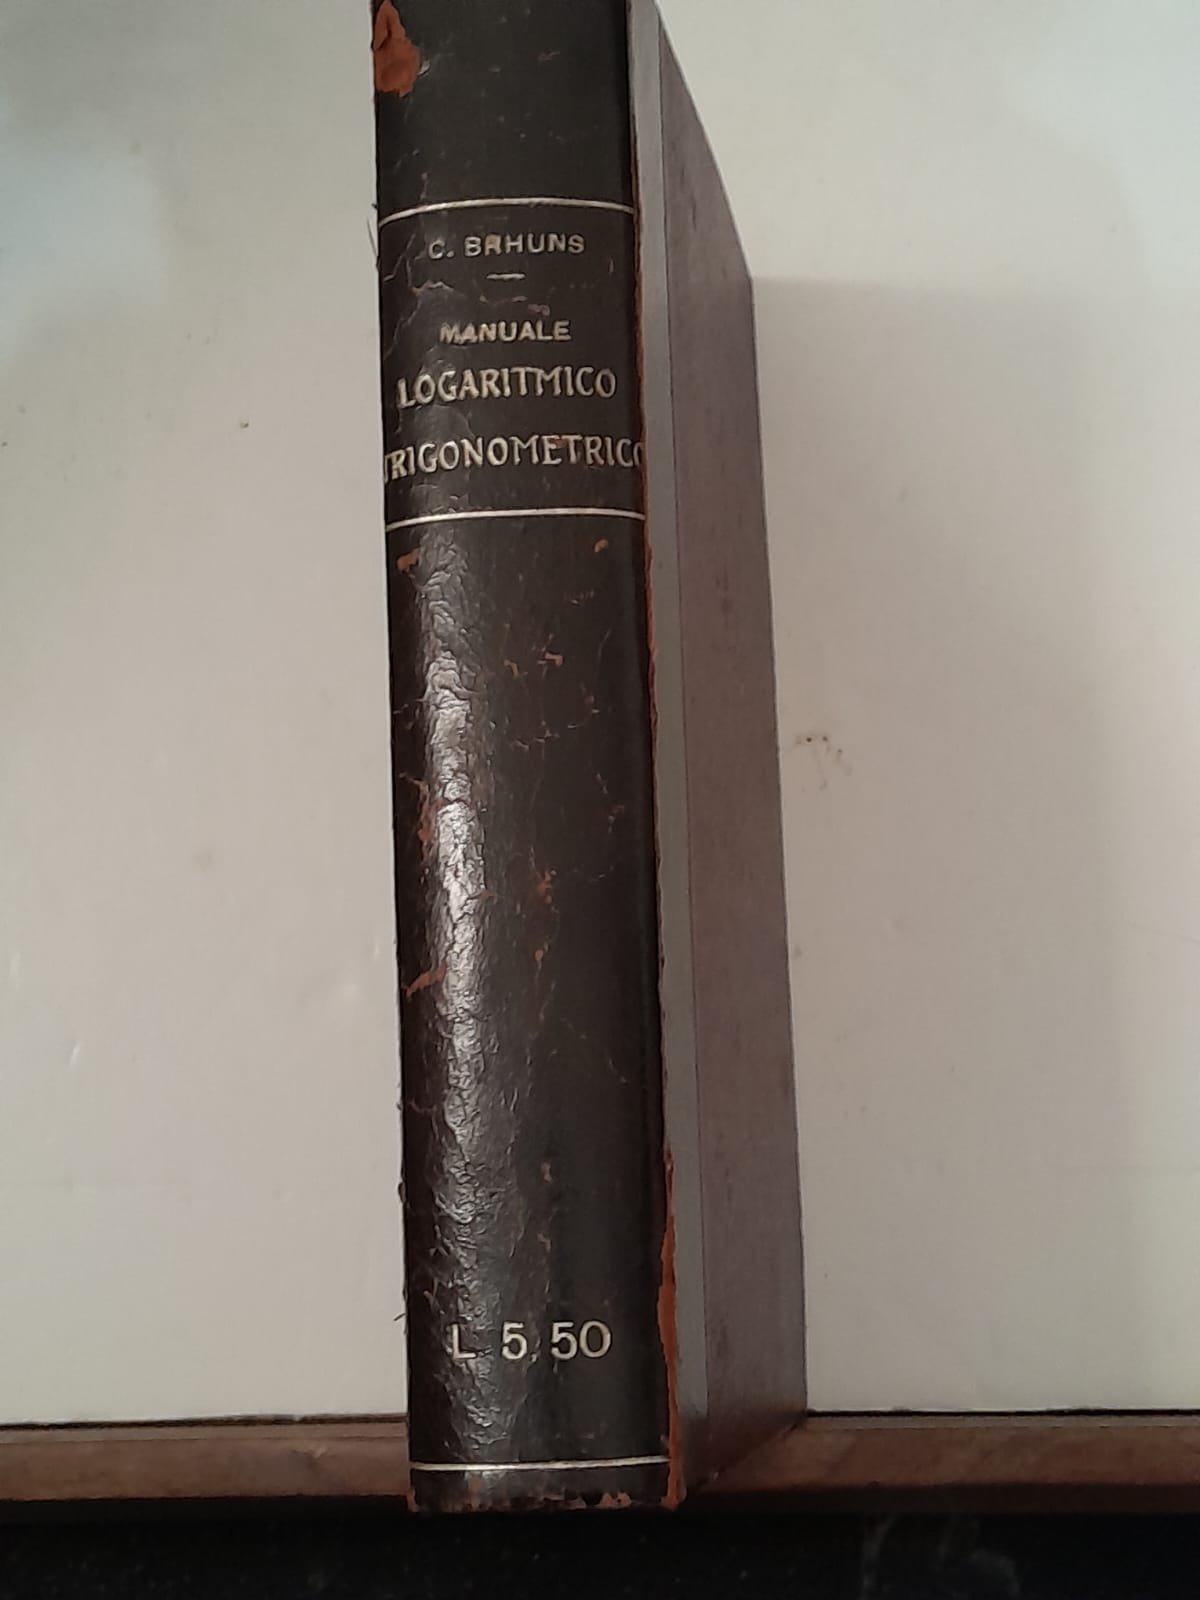 C. BRHUNS
MANUALE
LOGARITMICO
TRIGONOMETRICO
L 5,50